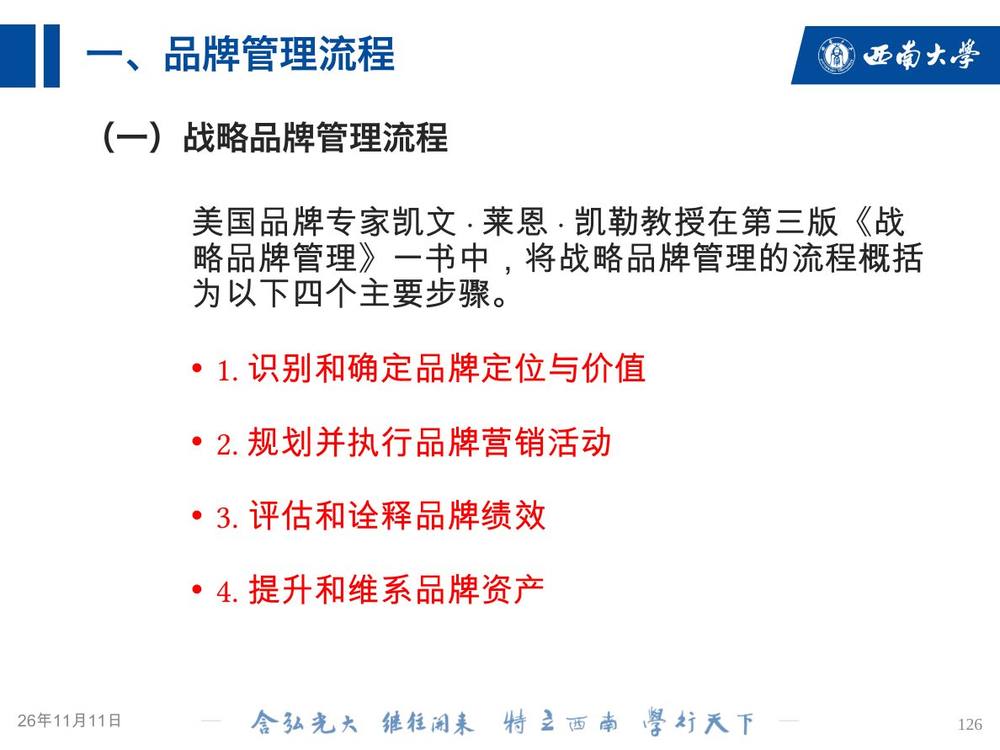 一、品牌管理流程
西南大学
（一）战略品牌管理流程
美国品牌专家凯文·莱恩·凯勒教授在第三版《战
略品牌管理》一书中，将战略品牌管理的流程概括
为以下四个主要步骤。
• 1. 识别和确定品牌定位与价值
• 2. 规划并执行品牌营销活动
• 3. 评估和诠释品牌绩效
• 4. 提升和维系品牌资产
26年11月11日
含弘光大 继往开来 特立西南 学行天下
126